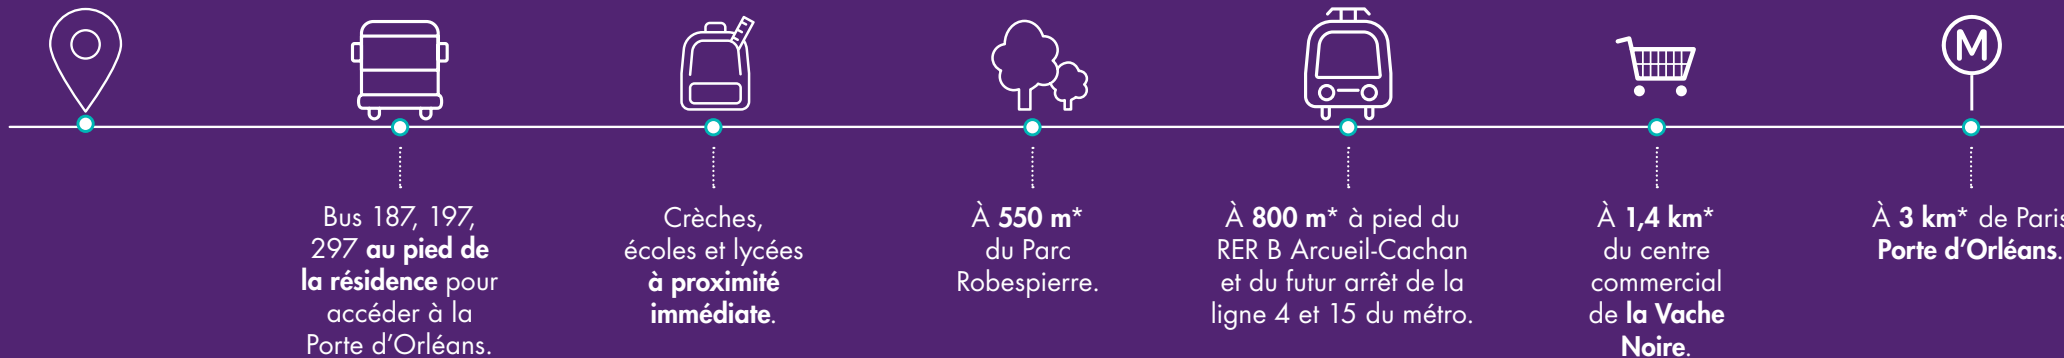 M
Bus 187, 197,
297 au pied de
la résidence pour
accéder à la
Porte d'Orléans.
Crèches,
écoles et lycées
à proximité
immédiate.
À 550 m*
du Parc
Robespierre.
À 800 m* à pied du
RER B Arcueil-Cachan
et du futur arrêt de la
ligne 4 et 15 du métro.
À 1,4 km*
du centre
commercial
de la Vache
Noire.
À 3 km* de Paris
Porte d'Orléans.